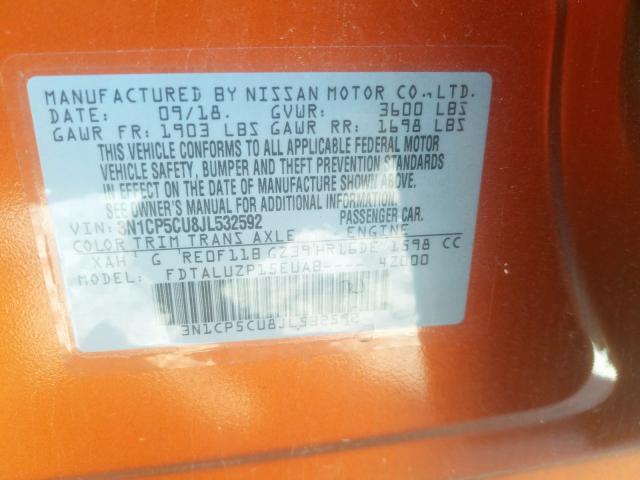 MANUFACTURED BY NISSAN MOTOR CO.,LTD.
DATE: 09/18. GVWR: 3600 LBS
GAWR FR: 1903 LBS GAWR RR: 1698 LBS
THIS VEHICLE CONFORMS TO ALL APPLICABLE FEDERAL MOTOR
VEHICLE SAFETY, BUMPER AND THEFT PREVENTION STANDARDS
IN EFFECT ON THE DATE OF MANUFACTURE SHOWN ABOVE.
SEE OWNER'S MANUAL FOR ADDITIONAL INFORMATION.
VIN: 3N1CP5CU8JL532592 PASSENGER CAR.
COLOR TRIM TRANS AXLE ENGINE
XAH G RE0F11B GZ39 HR16DE 1598 CC
FDTALUZP15EUAB---- 42000
3N1CP5CU8JL532592